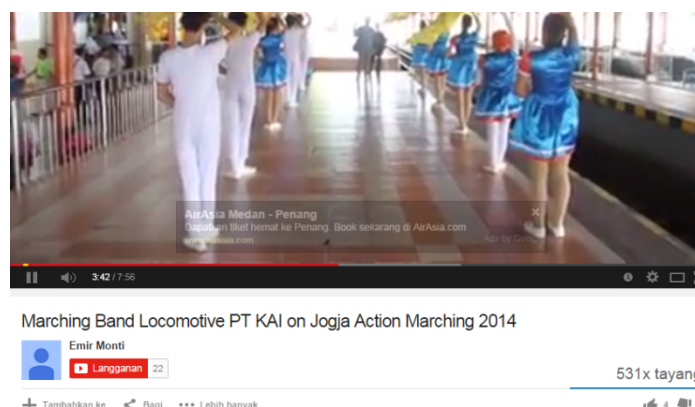 AirAsia Medan - Penang
Dapatkan tiket hemat ke Penang. Book sekarang di AirAsia.com
www.airasia.com
Ads by Google
3:42 / 7:56
Marching Band Locomotive PT KAI on Jogja Action Marching 2014
Emir Monti
Langganan 22
531x tayang
Tambahkan ke Bagi Lebih banyak 4